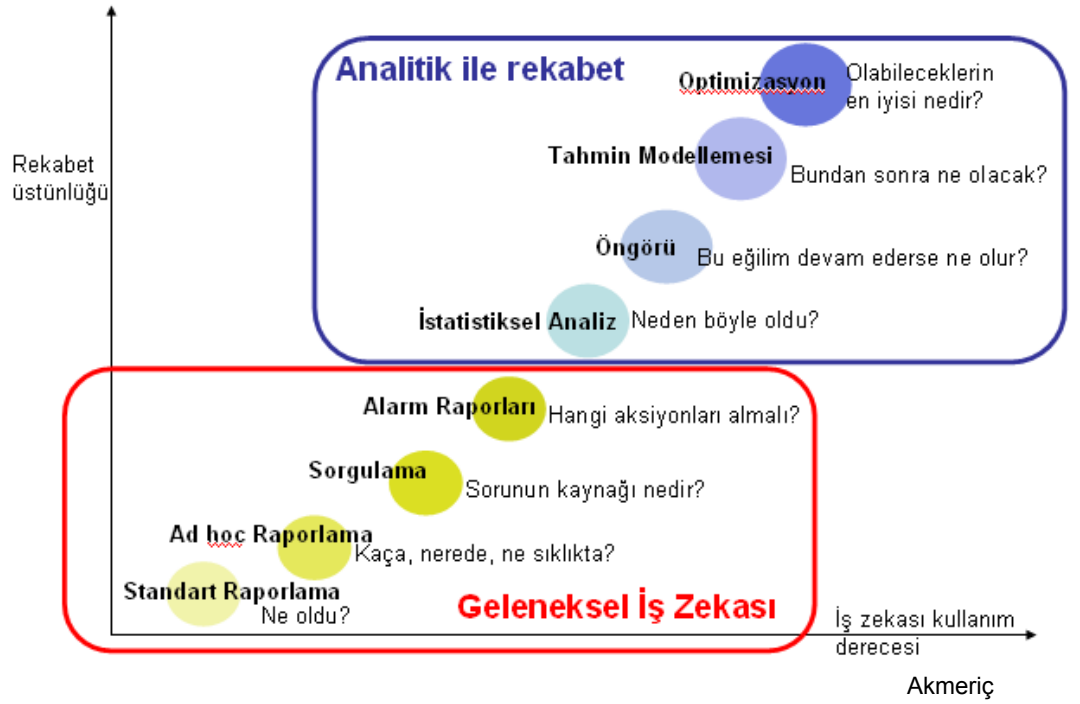 Analitik ile rekabet
Optimizasyon
Olabileceklerin
en iyisi nedir?
Tahmin Modellemesi
Bundan sonra ne olacak?
Rekabet
üstünlüğü
Öngörü
Bu eğilim devam ederse ne olur?
İstatistiksel Analiz
Neden böyle oldu?
Alarm Raporları
Hangi aksiyonları almalı?
Sorgulama
Sorunun kaynağı nedir?
Ad hoc Raporlama
Kaça, nerede, ne sıklıkta?
Standart Raporlama
Ne oldu?
Geleneksel İş Zekası
İş zekası kullanım
derecesi
Akmeriç